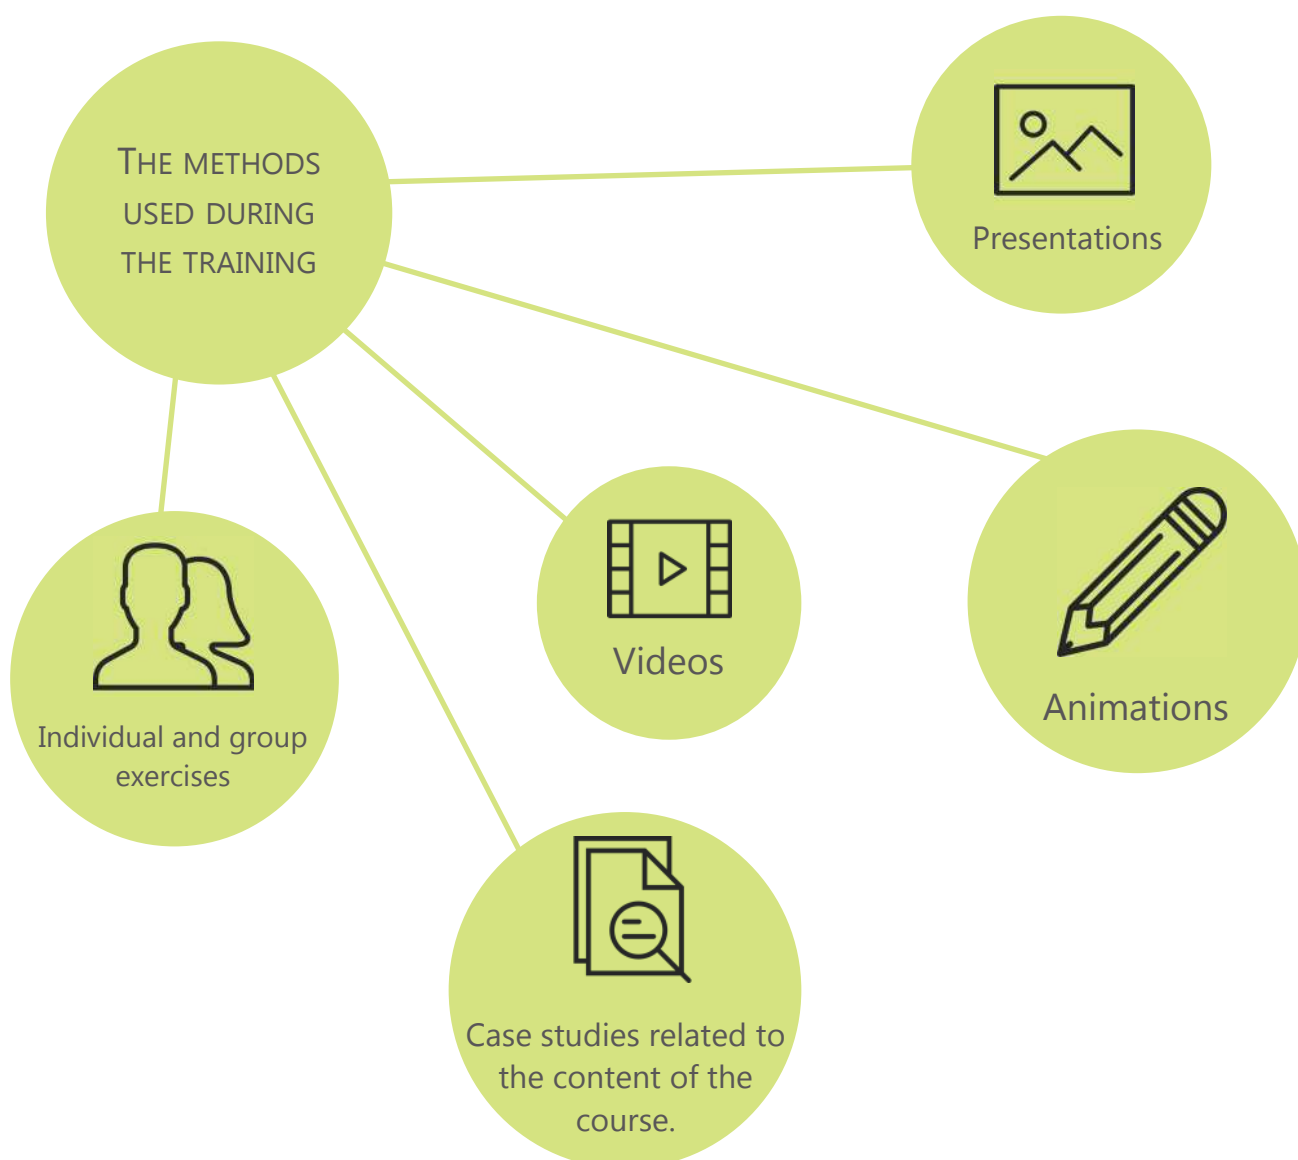 THE METHODS
USED DURING
THE TRAINING
Presentations
Videos
Animations
Individual and group
exercises
Case studies related to
the content of the
course.